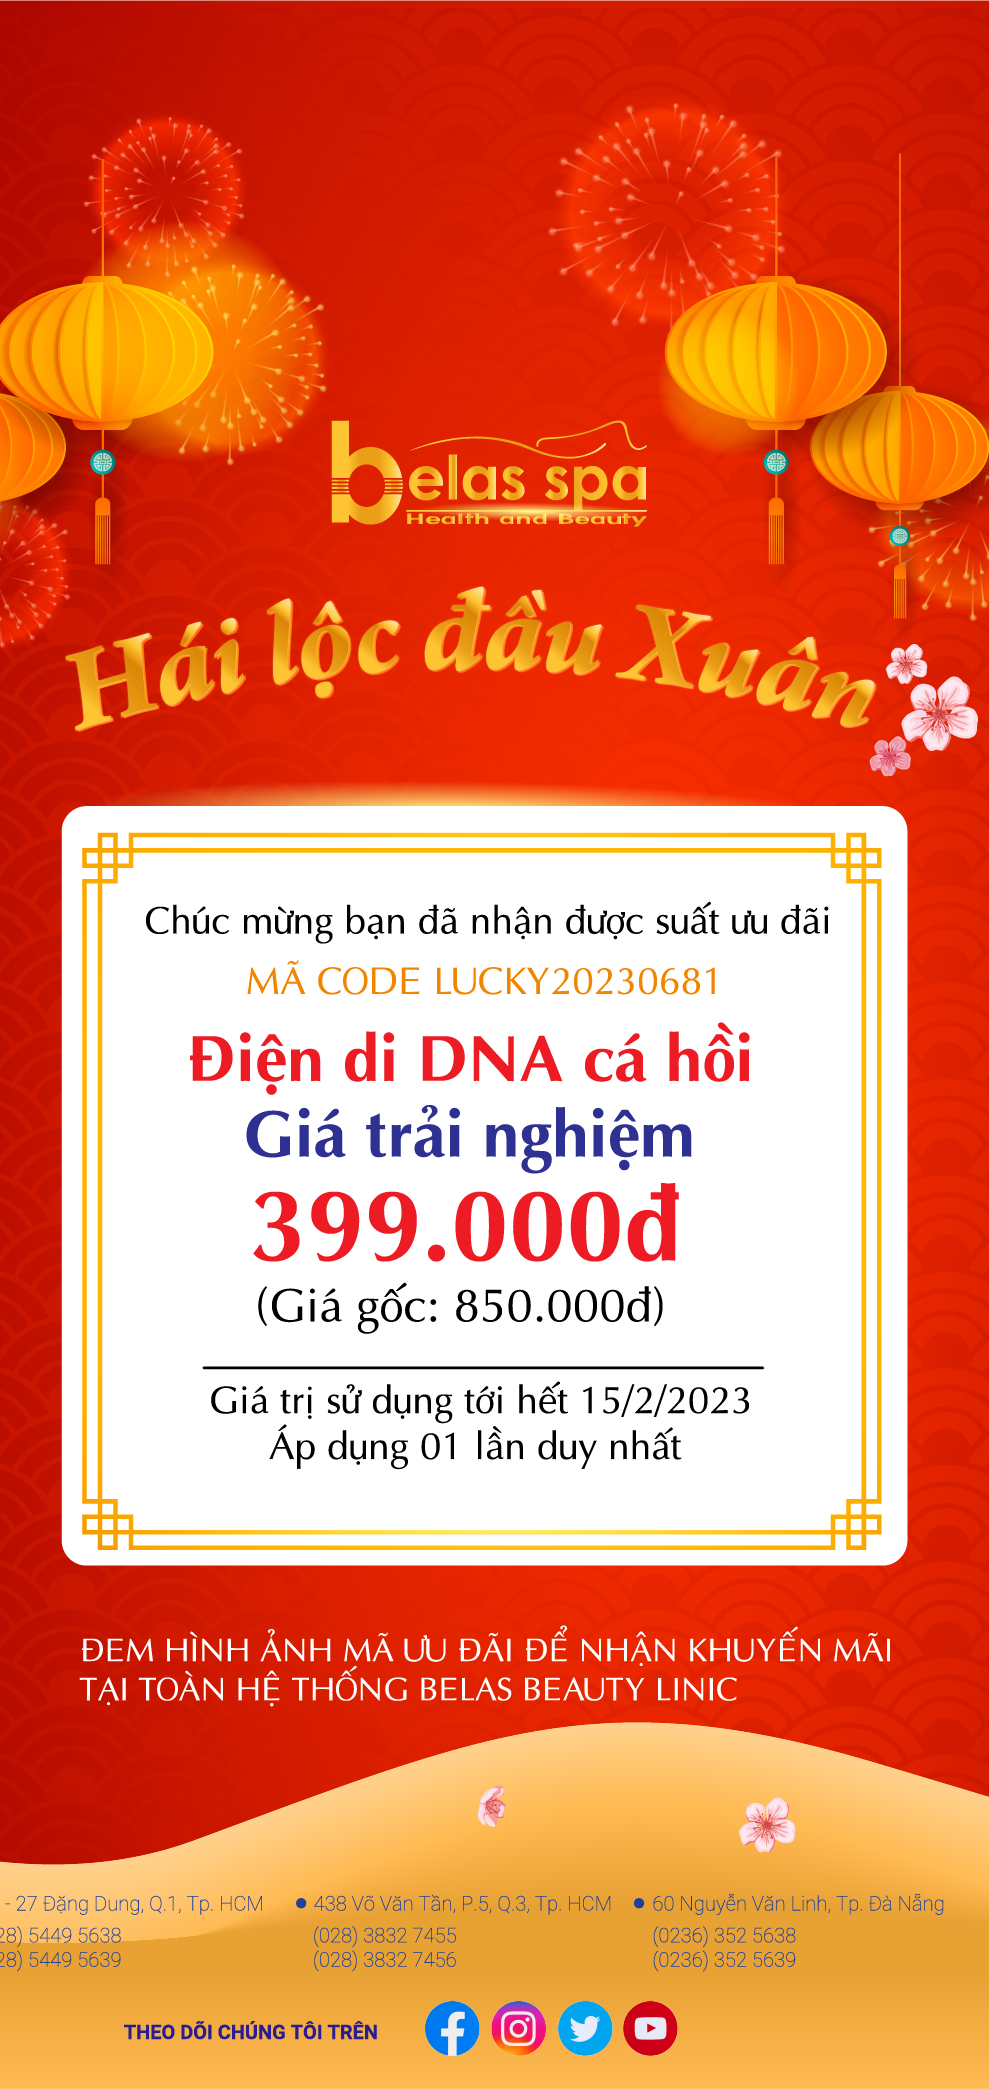 belas spa
Health and Beauty
Hái lộc đầu Xuân
Chúc mừng bạn đã nhận được suất ưu đãi
MÃ CODE LUCKY20230681
Điện di DNA cá hồi
Giá trải nghiệm
399.000đ
(Giá gốc: 850.000đ)
Giá trị sử dụng tới hết 15/2/2023
Áp dụng 01 lần duy nhất
ĐEM HÌNH ẢNH MÃ ƯU ĐÃI ĐỂ NHẬN KHUYẾN MÃI
TẠI TOÀN HỆ THỐNG BELAS BEAUTY LINIC
- 27 Đặng Dung, Q.1, Tp. HCM
28) 5449 5638
28) 5449 5639
438 Võ Văn Tần, P.5, Q.3, Tp. HCM
(028) 3832 7455
(028) 3832 7456
60 Nguyễn Văn Linh, Tp. Đà Nẵng
(0236) 352 5638
(0236) 352 5639
THEO DÕI CHÚNG TÔI TRÊN